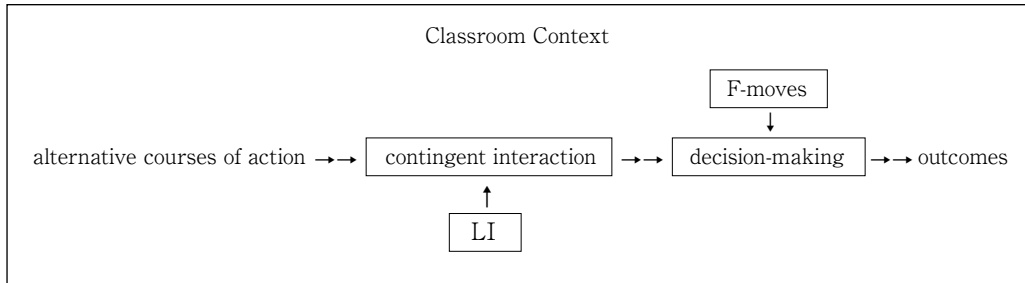 Classroom Context
F-moves
alternative courses of action →→ contingent interaction →→ decision-making →→ outcomes
LI